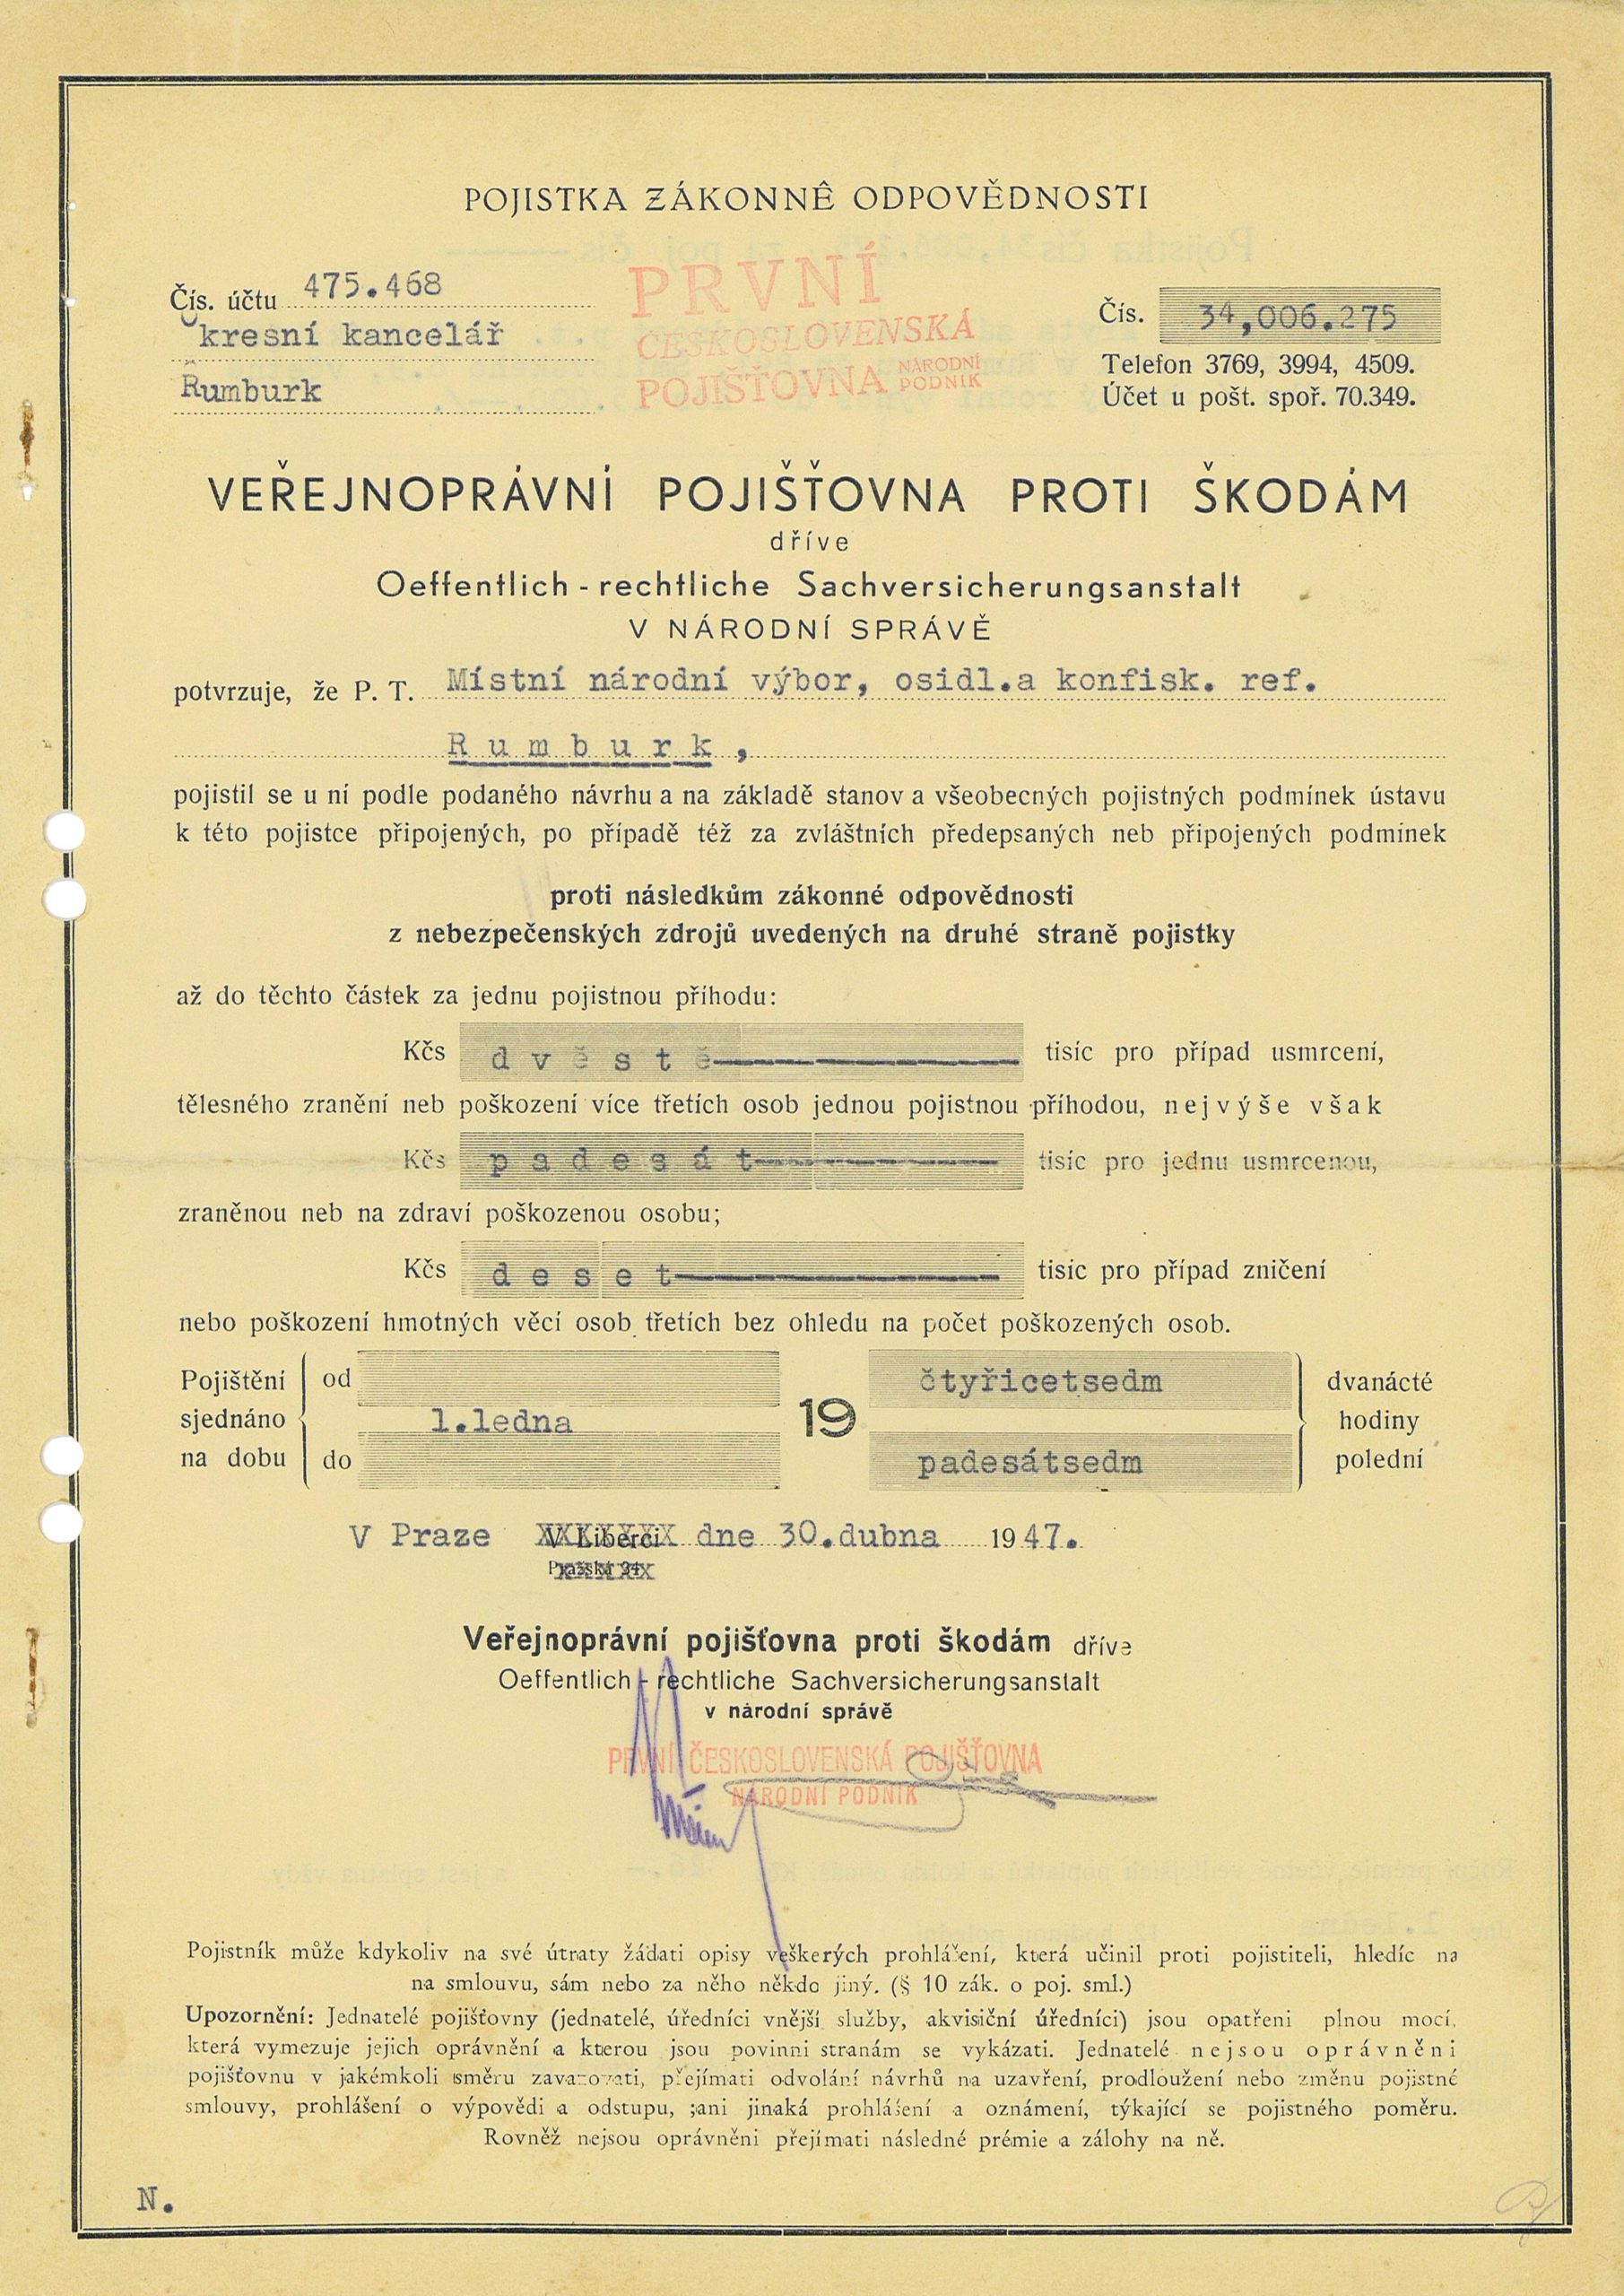 POJISTKA ZÁKONNÉ ODPOVĚDNOSTI
Čís. účtu 475.468
Okresní kancelář
Rumburk
PRVNÍ
ČESKOSLOVENSKÁ
POJIŠŤOVNA NÁRODNÍ PODNIK
Čís. 34,006.275
Telefon 3769, 3994, 4509.
Účet u pošt. spoř. 70.349.
VEŘEJNOPRÁVNÍ POJIŠŤOVNA PROTI ŠKODÁM
dříve
Oeffentlich - rechtliche Sachversicherungsanstalt
V NÁRODNÍ SPRÁVĚ
potvrzuje, že P. T. Místní národní výbor, osidl.a konfisk. ref.
Rumburk,
pojistil se u ní podle podaného návrhu a na základě stanov a všeobecných pojistných podmínek ústavu
k této pojistce připojených, po případě též za zvláštních předepsaných neb připojených podmínek
proti následkům zákonné odpovědnosti
z nebezpečenských zdrojů uvedených na druhé straně pojistky
až do těchto částek za jednu pojistnou příhodu:
Kčs dvěstě tisíc pro případ usmrcení,
tělesného zranění neb poškození více třetích osob jednou pojistnou příhodou, nejvýše však
Kčs padesát tisíc pro jednu usmrcenou,
zraněnou neb na zdraví poškozenou osobu;
Kčs deset tisíc pro případ zničení
nebo poškození hmotných věcí osob třetích bez ohledu na počet poškozených osob.
Pojištění od čtyřicetsedm dvanácté
sjednáno 1.ledna 19 hodiny
na dobu do padesátsedm polední
V Praze V Liberci dne 30.dubna 1947.
Pražská 24
Veřejnoprávní pojišťovna proti škodám dříve
Oeffentlich - rechtliche Sachversicherungsanstalt
v národní správě
PRVNÍ ČESKOSLOVENSKÁ POJIŠŤOVNA
NÁRODNÍ PODNIK
Pojistník může kdykoliv na své útraty žádati opisy veškerých prohlášení, která učinil proti pojistiteli, hledíc na
na smlouvu, sám nebo za něho někdo jiný. (§ 10 zák. o poj. sml.)
Upozornění: Jednatelé pojišťovny (jednatelé, úředníci vnější služby, akvisiční úředníci) jsou opatřeni plnou mocí,
která vymezuje jejich oprávnění a kterou jsou povinni stranám se vykázati. Jednatelé nejsou oprávněni
pojišťovnu v jakémkoli směru zavazovati, přejímati odvolání návrhů na uzavření, prodloužení nebo změnu pojistné
smlouvy, prohlášení o výpovědi a odstupu, ;ani jinaká prohlášení a oznámení, týkající se pojistného poměru.
Rovněž nejsou oprávněni přejímati následné prémie a zálohy na ně.
N.